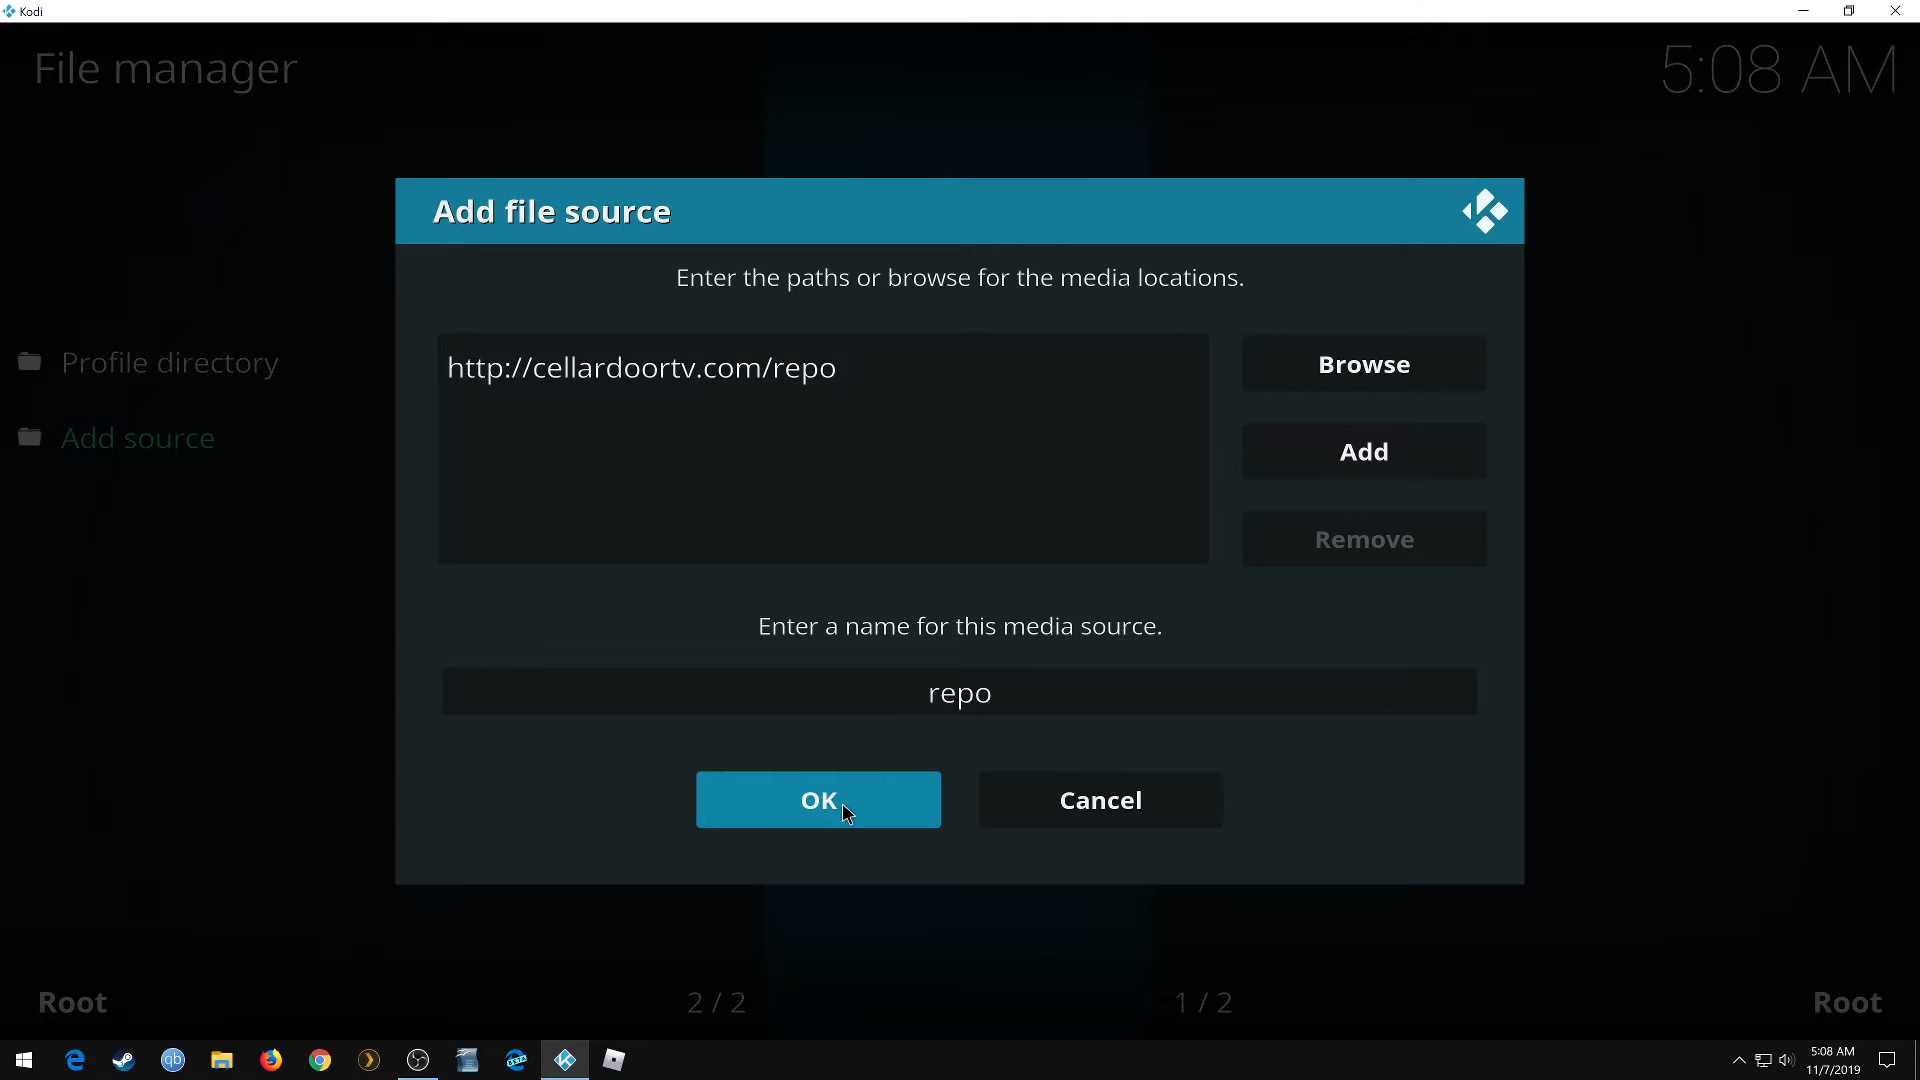 Kodi
File manager
5:08 AM
Add file source
Enter the paths or browse for the media locations.
http://cellardoortv.com/repo
Browse
Profile directory
Add source
Add
Remove
Enter a name for this media source.
repo
OK
Cancel
Root
2 / 2
1 / 2
Root
qb
BETA
5:08 AM
11/7/2019